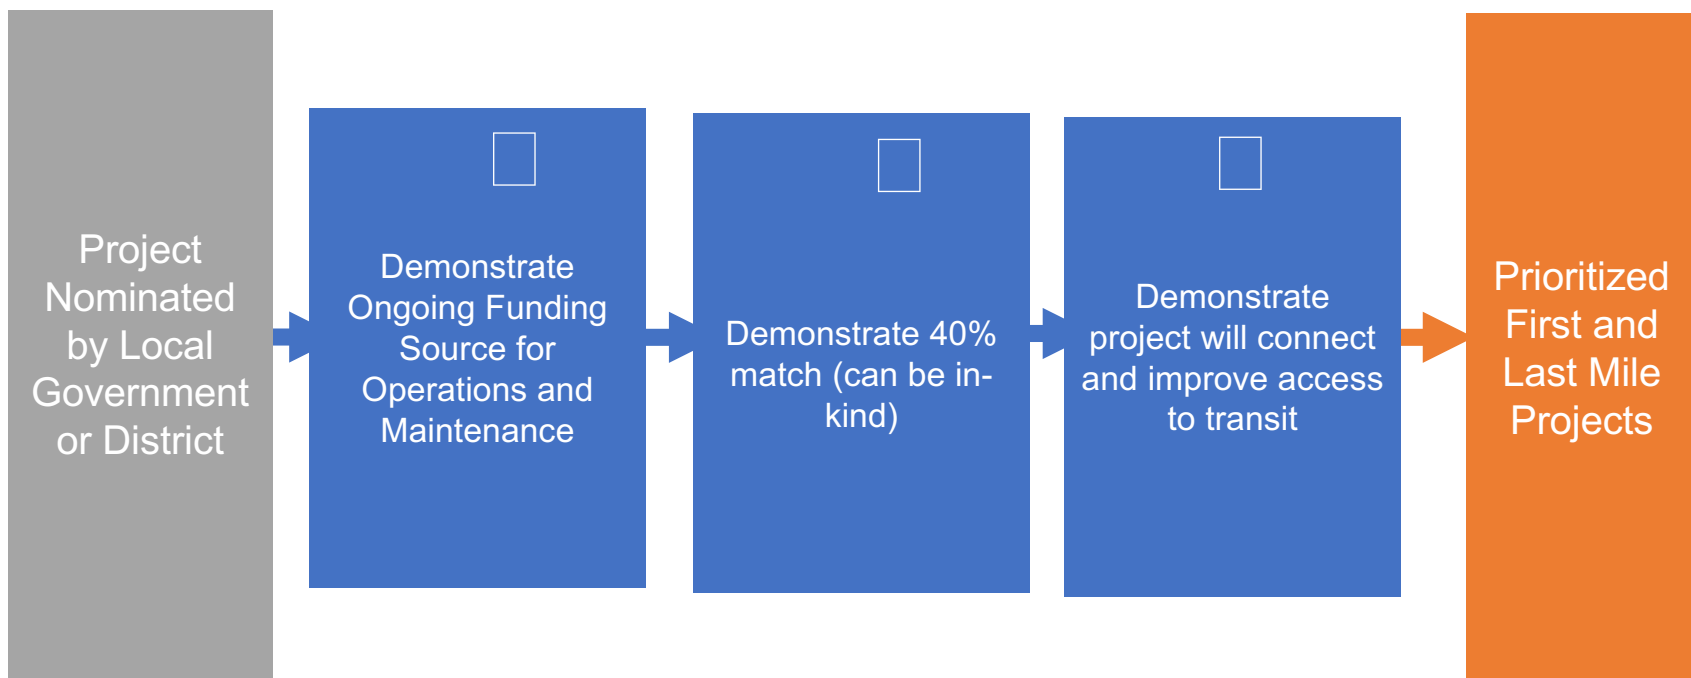 Project
Nominated
by Local
Government
or District
Demonstrate
Ongoing Funding
Source for
Operations and
Maintenance
Demonstrate 40%
match (can be in-
kind)
Demonstrate
project will connect
and improve access
to transit
Prioritized
First and
Last Mile
Projects